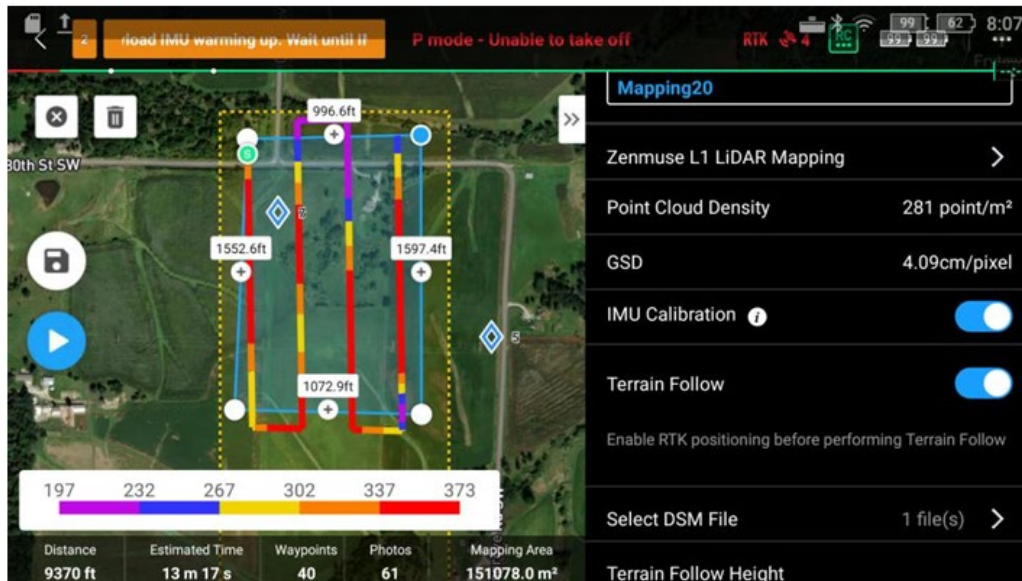 2
rload IMU warming up. Wait until I
P mode - Unable to take off
RTK
4
RC
99
99 99
62
8:07
Mapping20
996.6ft
80th St SW
Zenmuse L1 LiDAR Mapping
Point Cloud Density 281 point/m²
S
1552.6ft
1597.4ft
GSD 4.09cm/pixel
IMU Calibration i
5
Terrain Follow
1072.9ft
Enable RTK positioning before performing Terrain Follow
197 232 267 302 337 373
Select DSM File 1 file(s)
Distance Estimated Time Waypoints Photos Mapping Area
9370 ft 13 m 17 s 40 61 151078.0 m²
Terrain Follow Height